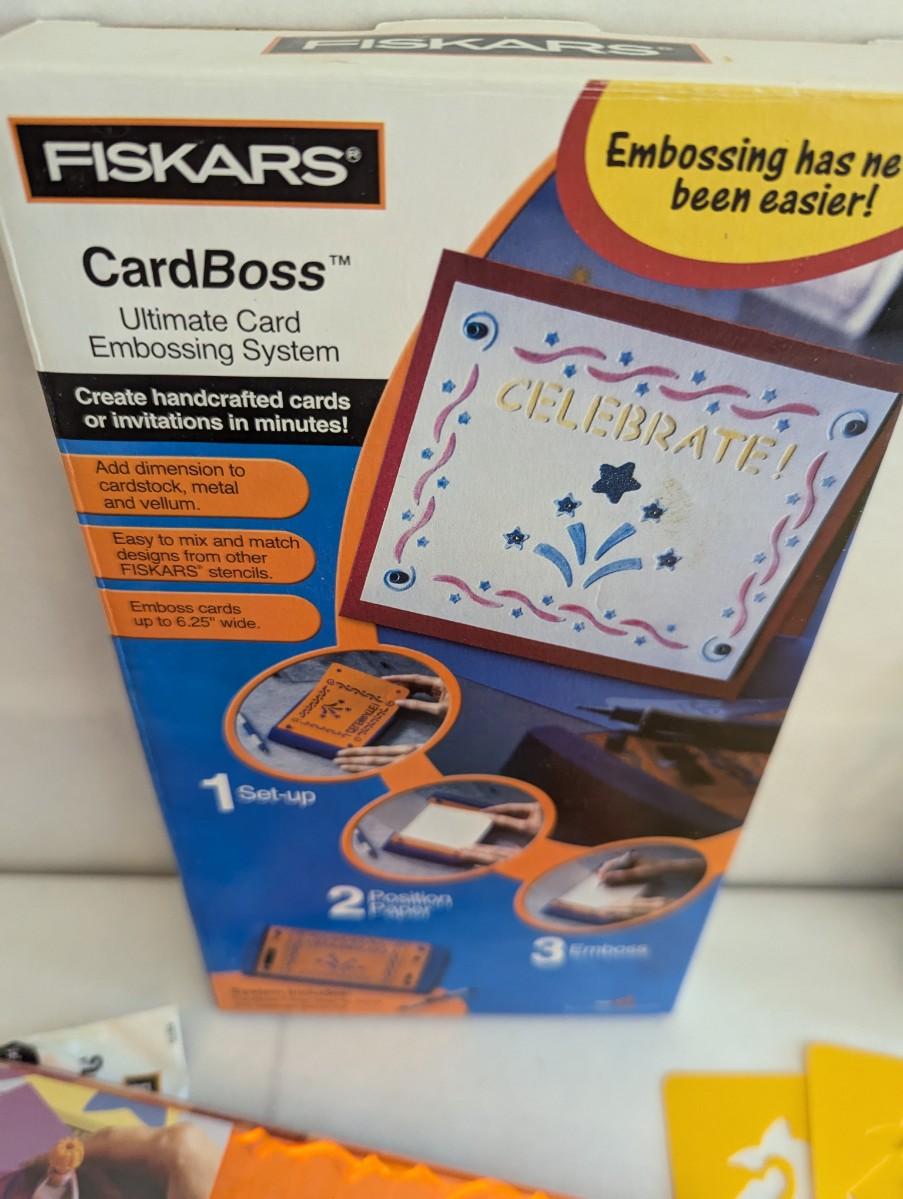 FISKARS®
FISKARS®
CardBoss™
Ultimate Card
Embossing System
Create handcrafted cards
or invitations in minutes!
Add dimension to
cardstock, metal
and vellum.
Easy to mix and match
designs from other
FISKARS® stencils.
Emboss cards
up to 6.25" wide.
Embossing has ne
been easier!
CELEBRATE!
1 Set-up
2 Position
Paper
3 Emboss
System Includes: